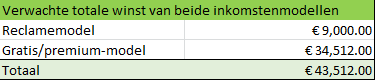 Verwachte totale winst van beide inkomstenmodellen
Reclamemodel € 9,000.00
Gratis/premium-model € 34,512.00
Totaal € 43,512.00